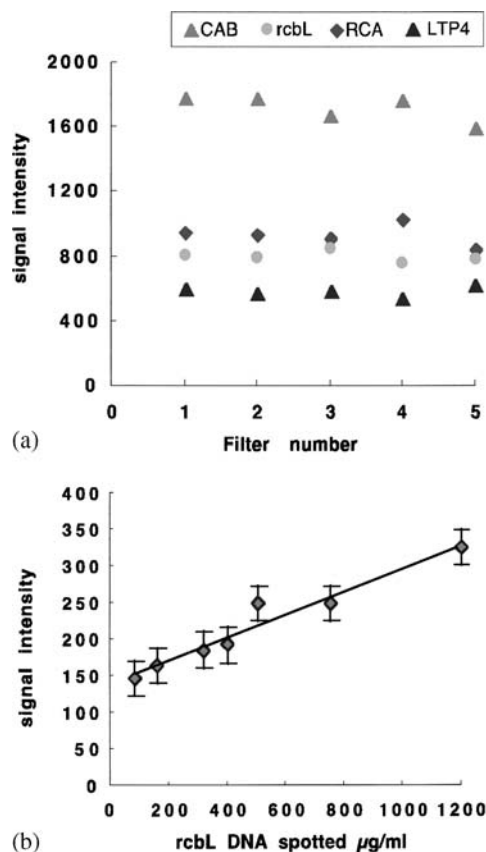 CAB rcbL RCA LTP4
2000
1600
1200
800
400
0
signal intensity
0 1 2 3 4 5
Filter number
(a)
400
350
300
250
200
150
100
50
0
signal intensity
0 200 400 600 800 1000 1200
rcbL DNA spotted µg/ml
(b)